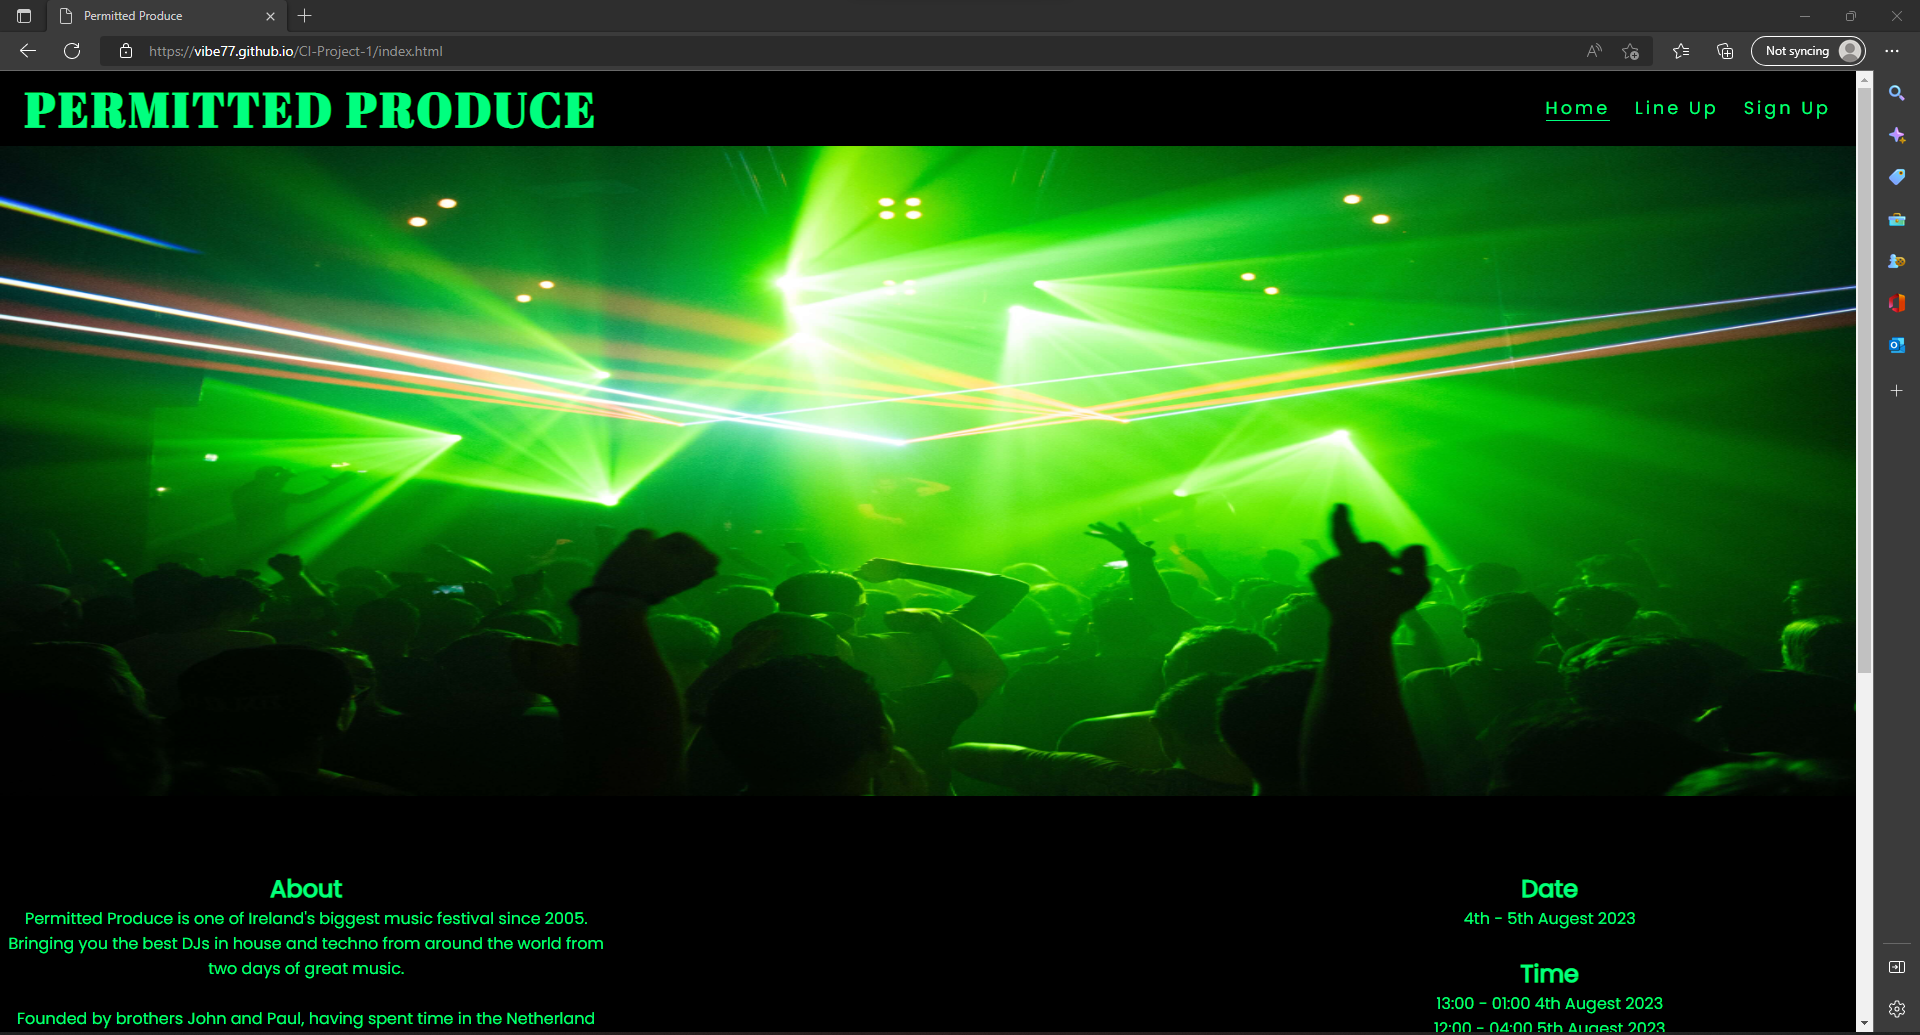 Permitted Produce
https://vibe77.github.io/CI-Project-1/index.html
Not syncing
PERMITTED PRODUCE
Home Line Up Sign Up
About
Permitted Produce is one of Ireland's biggest music festival since 2005.
Bringing you the best DJs in house and techno from around the world from
two days of great music.
Founded by brothers John and Paul, having spent time in the Netherland
Date
4th - 5th Augest 2023
Time
13:00 - 01:00 4th Augest 2023
12:00 - 04:00 5th Augest 2023